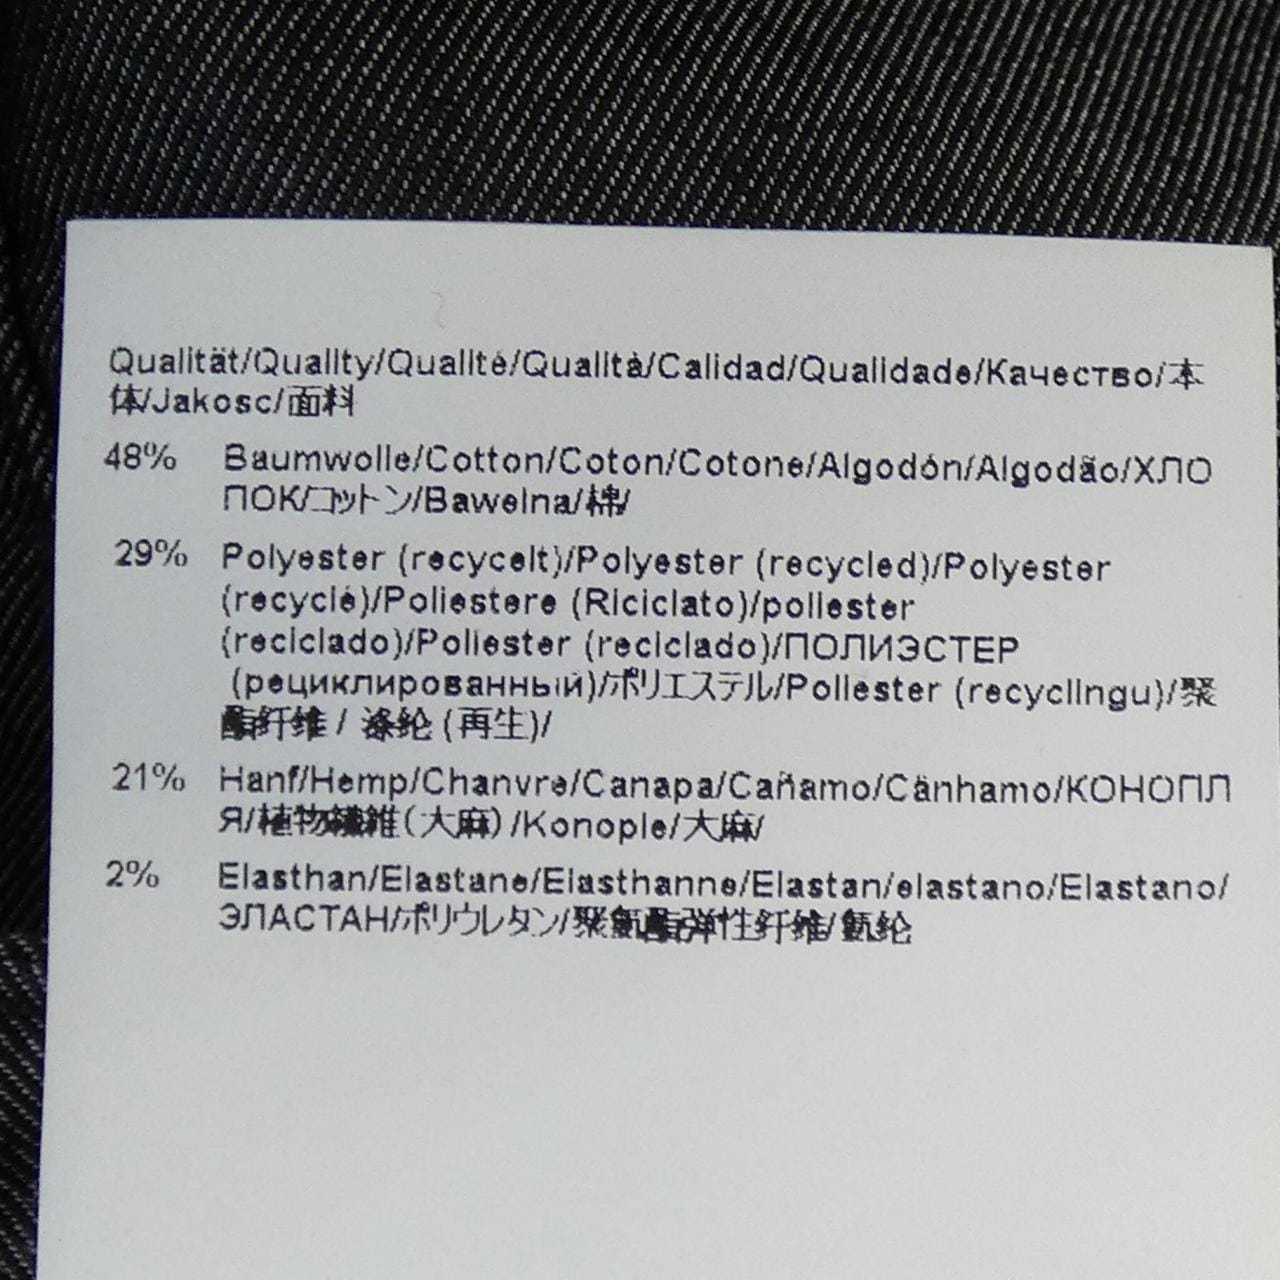 Qualität/Quality/Qualité/Qualità/Calidad/Qualidade/Качество/本
体/Jakosc/面料
48% Baumwolle/Cotton/Coton/Cotone/Algodón/Algodão/ХЛО
ПОК/コットン/Bawelna/棉/
29% Polyester (recycelt)/Polyester (recycled)/Polyester
(recyclé)/Poliestere (Riciclato)/poliester
(reciclado)/Poliester (reciclado)/ПОЛИЭСТЕР
(рециклированный)/ポリエステル/Poliester (recyclingu)/聚
酯纤维 / 涤纶 (再生)/
21% Hanf/Hemp/Chanvre/Canapa/Cañamo/Cänhamo/КОНОПЛ
Я/植物繊維(大麻)/Konople/大麻/
2% Elasthan/Elastane/Elasthanne/Elastan/elastano/Elastano/
ЭЛАСТАН/ポリウレタン/聚氨酯弹性纤维/氨纶